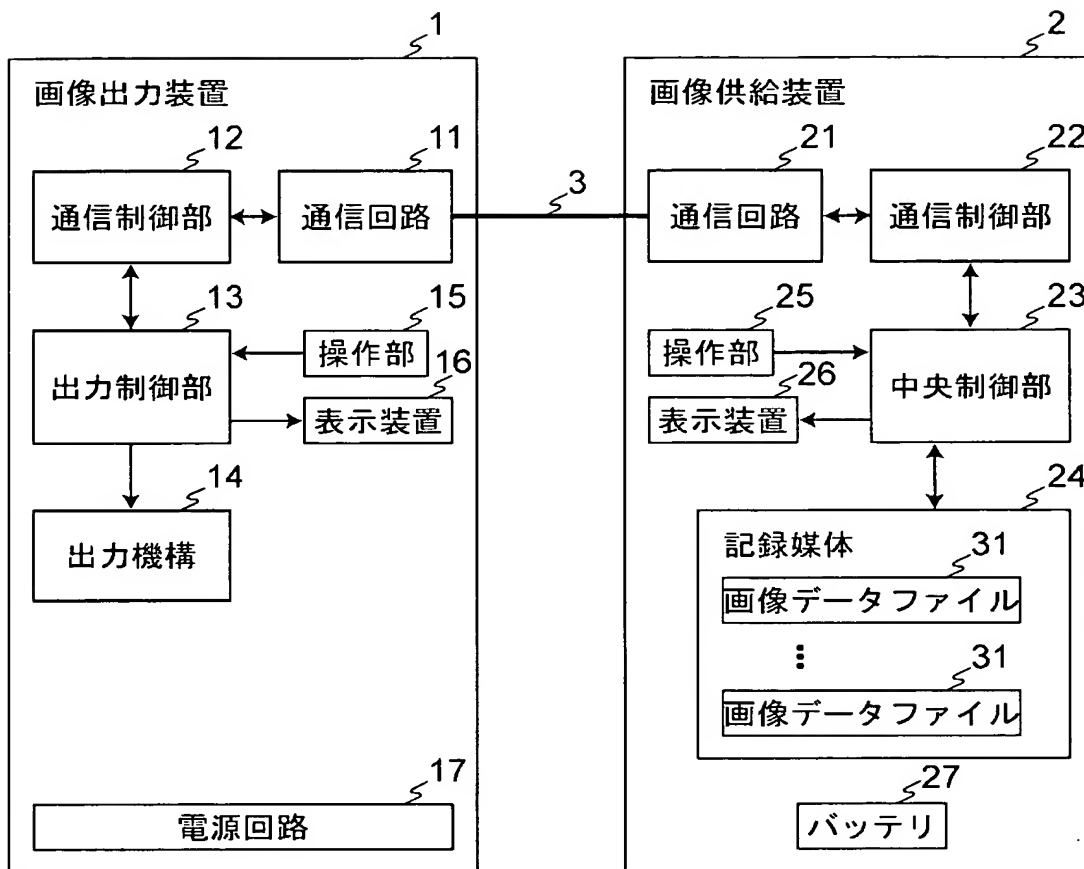 1
画像出力装置
12
11
通信制御部
通信回路
3
13
15
出力制御部
操作部
16
表示装置
14
出力機構
17
電源回路
2
画像供給装置
21
22
通信回路
通信制御部
25
23
操作部
中央制御部
26
表示装置
24
記録媒体
31
画像データファイル
31
画像データファイル
27
バッテリ